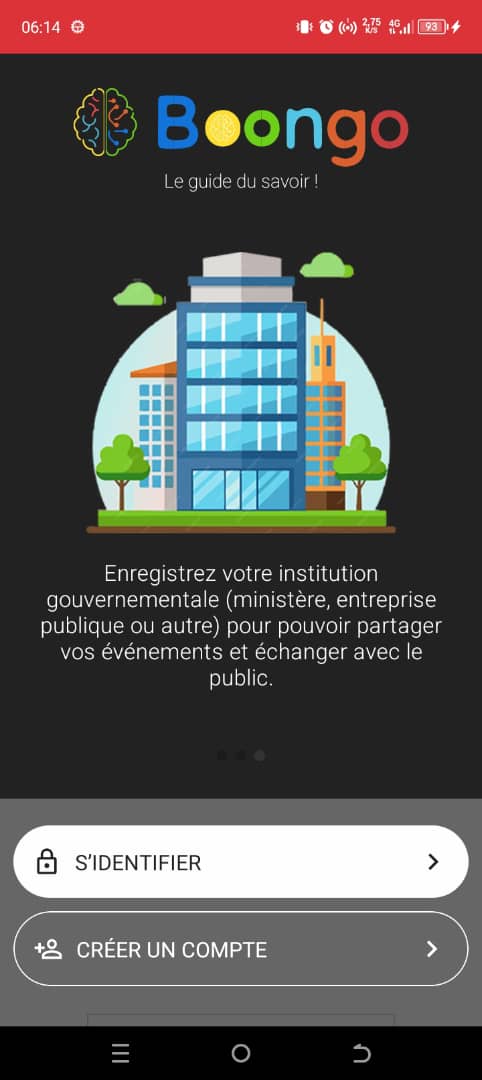 06:14
2,75
K/S
4G
93
Boongo
Le guide du savoir !
Enregistrez votre institution
gouvernementale (ministère, entreprise
publique ou autre) pour pouvoir partager
vos événements et échanger avec le
public.
S'IDENTIFIER
CRÉER UN COMPTE